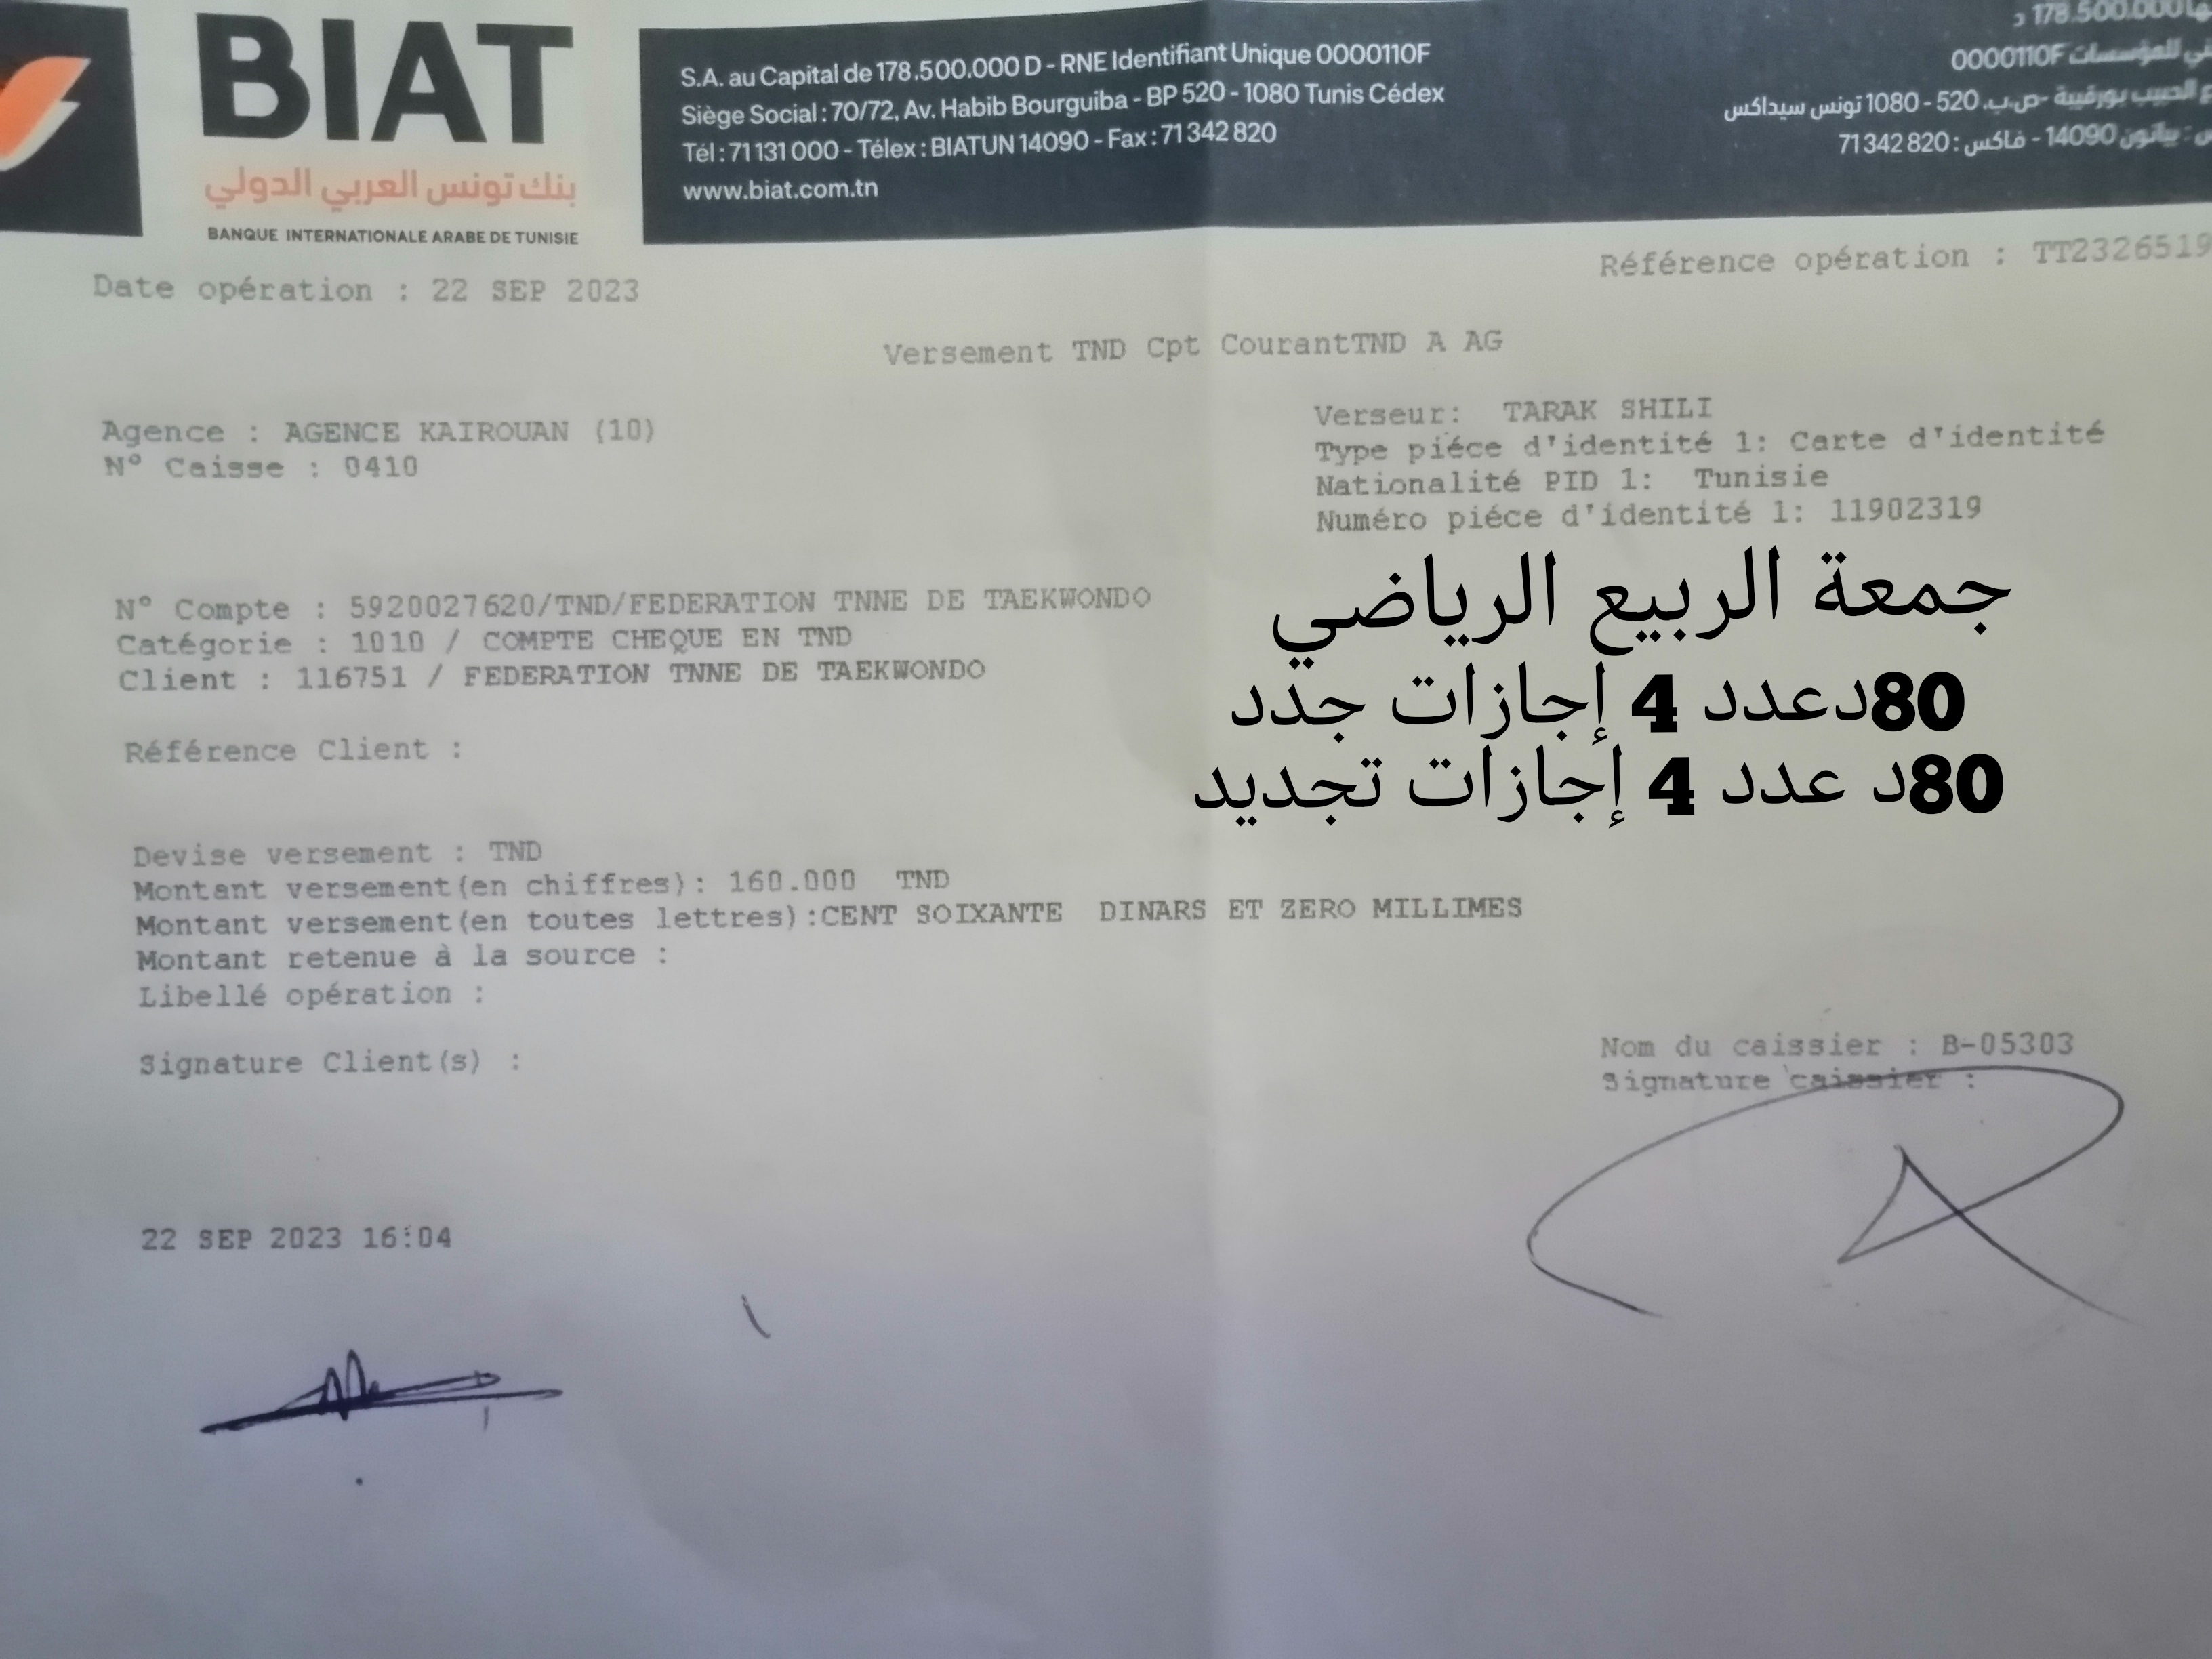 BIAT
بنك تونس العربي الدولي
BANQUE INTERNATIONALE ARABE DE TUNISIE
S.A. au Capital de 178.500.000 D - RNE Identifiant Unique 0000110F
Siège Social : 70/72, Av. Habib Bourguiba - BP 520 - 1080 Tunis Cédex
Tél : 71 131 000 - Télex : BIATUN 14090 - Fax : 71 342 820
www.biat.com.tn
178.500.000 د
للمؤسسات 0000110F
الحبيب بورقيبة -ص.ب. 520 - 1080 تونس سيداكس
بياتون 14090 - فاكس : 71 342 820
Date opération : 22 SEP 2023
Référence opération : TT2326519
Versement TND Cpt CourantTND A AG
Agence : AGENCE KAIROUAN (10)
N° Caisse : 0410
Verseur: TARAK SHILI
Type piéce d'identité 1: Carte d'identité
Nationalité PID 1: Tunisie
Numéro piéce d'identité 1: 11902319
جمعة الربيع الرياضي
80دعدد 4 إجازات جدد
80د عدد 4 إجازات تجديد
N° Compte : 5920027620/TND/FEDERATION TNNE DE TAEKWONDO
Catégorie : 1010 / COMPTE CHEQUE EN TND
Client : 116751 / FEDERATION TNNE DE TAEKWONDO
Référence Client :
Devise versement : TND
Montant versement(en chiffres): 160.000 TND
Montant versement(en toutes lettres):CENT SOIXANTE DINARS ET ZERO MILLIMES
Montant retenue à la source :
Libellé opération :
Signature Client(s) :
Nom du caissier : B-05303
Signature caissier :
22 SEP 2023 16:04